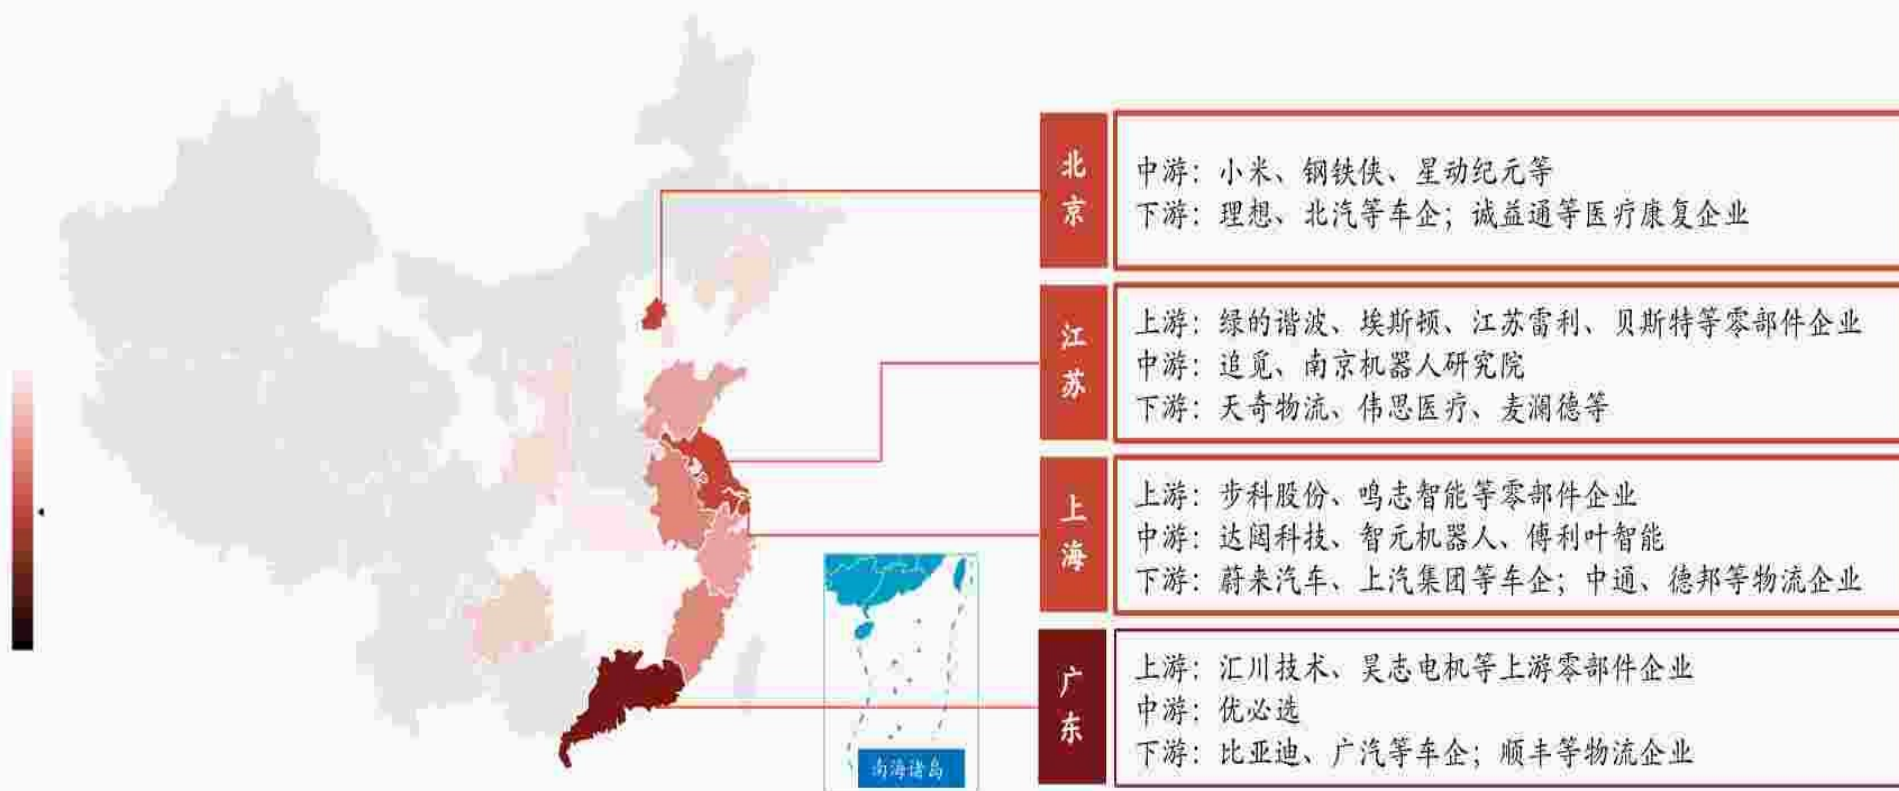 北京
中游：小米、钢铁侠、星动纪元等
下游：理想、北汽等车企；诚益通等医疗康复企业
江苏
上游：绿的谐波、埃斯顿、江苏雷利、贝斯特等零部件企业
中游：追觅、南京机器人研究院
下游：天奇物流、伟思医疗、麦澜德等
上海
上游：步科股份、鸣志智能等零部件企业
中游：达闼科技、智元机器人、傅利叶智能
下游：蔚来汽车、上汽集团等车企；中通、德邦等物流企业
广东
上游：汇川技术、昊志电机等上游零部件企业
中游：优必选
下游：比亚迪、广汽等车企；顺丰等物流企业
南海诸岛